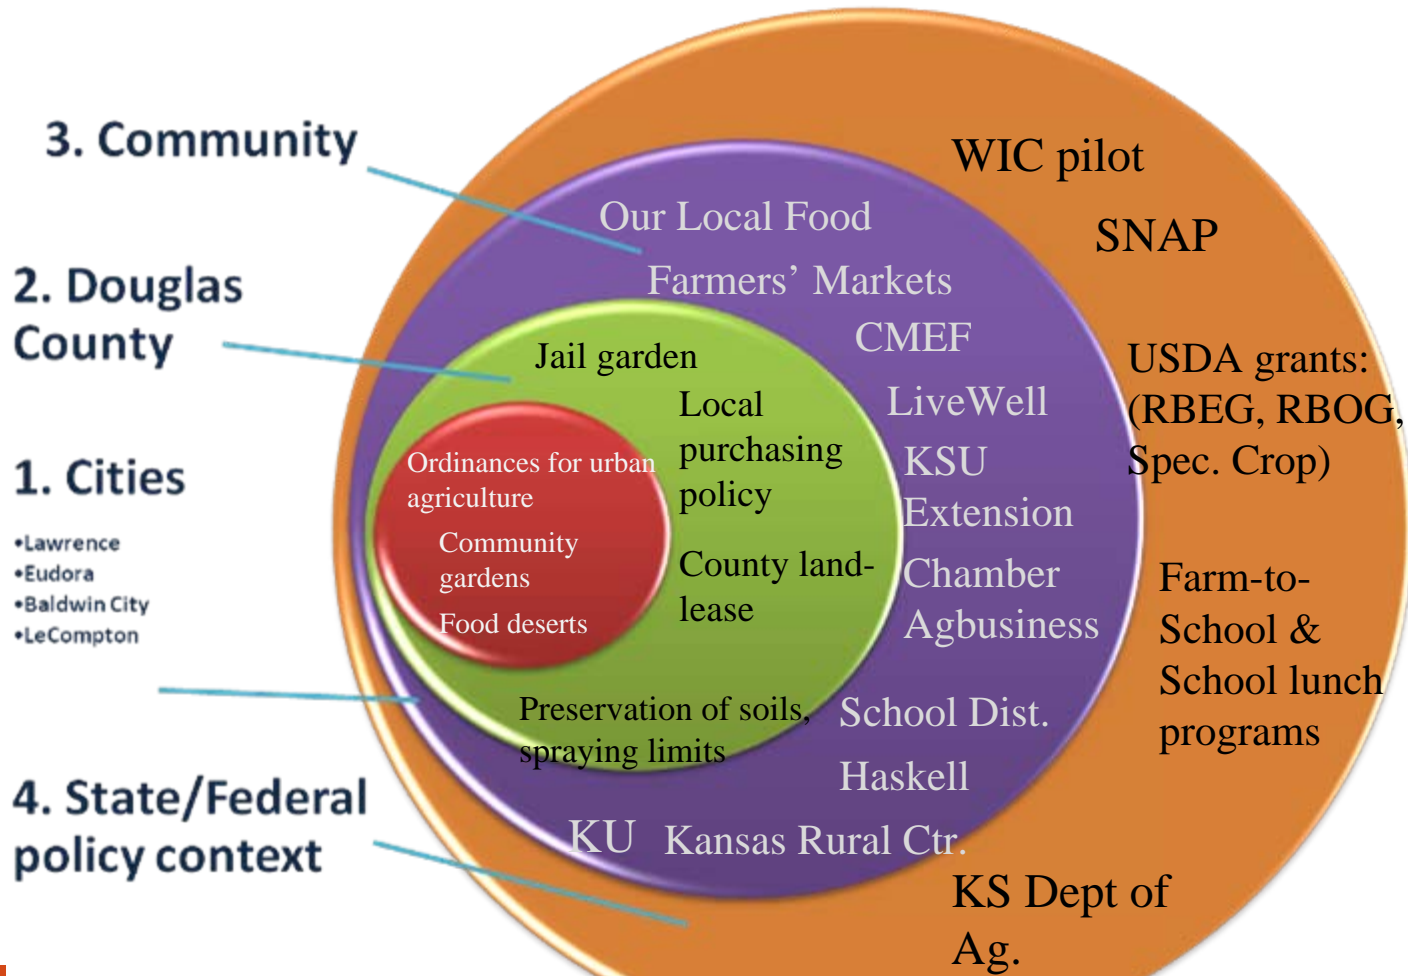 3. Community
2. Douglas
County
1. Cities
•Lawrence
•Eudora
•Baldwin City
•LeCompton
4. State/Federal
policy context
Ordinances for urban
agriculture
Community
gardens
Food deserts
Jail garden
Local
purchasing
policy
County land-
lease
Preservation of soils,
spraying limits
Our Local Food
Farmers’ Markets
CMEF
LiveWell
KSU
Extension
Chamber
Agbusiness
School Dist.
Haskell
KU
Kansas Rural Ctr.
WIC pilot
SNAP
USDA grants:
(RBEG, RBOG,
Spec. Crop)
Farm-to-
School &
School lunch
programs
KS Dept of
Ag.